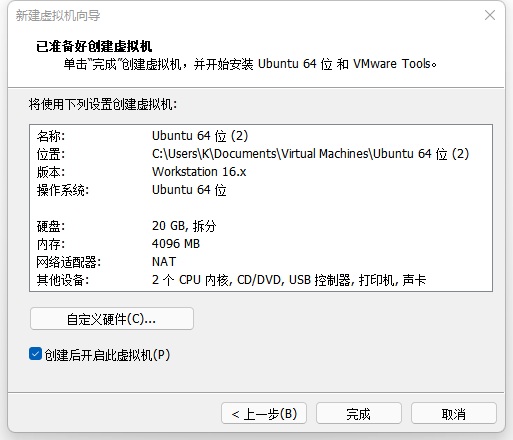 新建虚拟机向导
已准备好创建虚拟机
单击“完成”创建虚拟机，并开始安装 Ubuntu 64 位 和 VMware Tools。
将使用下列设置创建虚拟机:
名称: Ubuntu 64 位 (2)
位置: C:\Users\K\Documents\Virtual Machines\Ubuntu 64 位 (2)
版本: Workstation 16.x
操作系统: Ubuntu 64 位
硬盘: 20 GB, 拆分
内存: 4096 MB
网络适配器: NAT
其他设备: 2 个 CPU 内核, CD/DVD, USB 控制器, 打印机, 声卡
自定义硬件(C)...
创建后开启此虚拟机(P)
< 上一步(B) 完成 取消